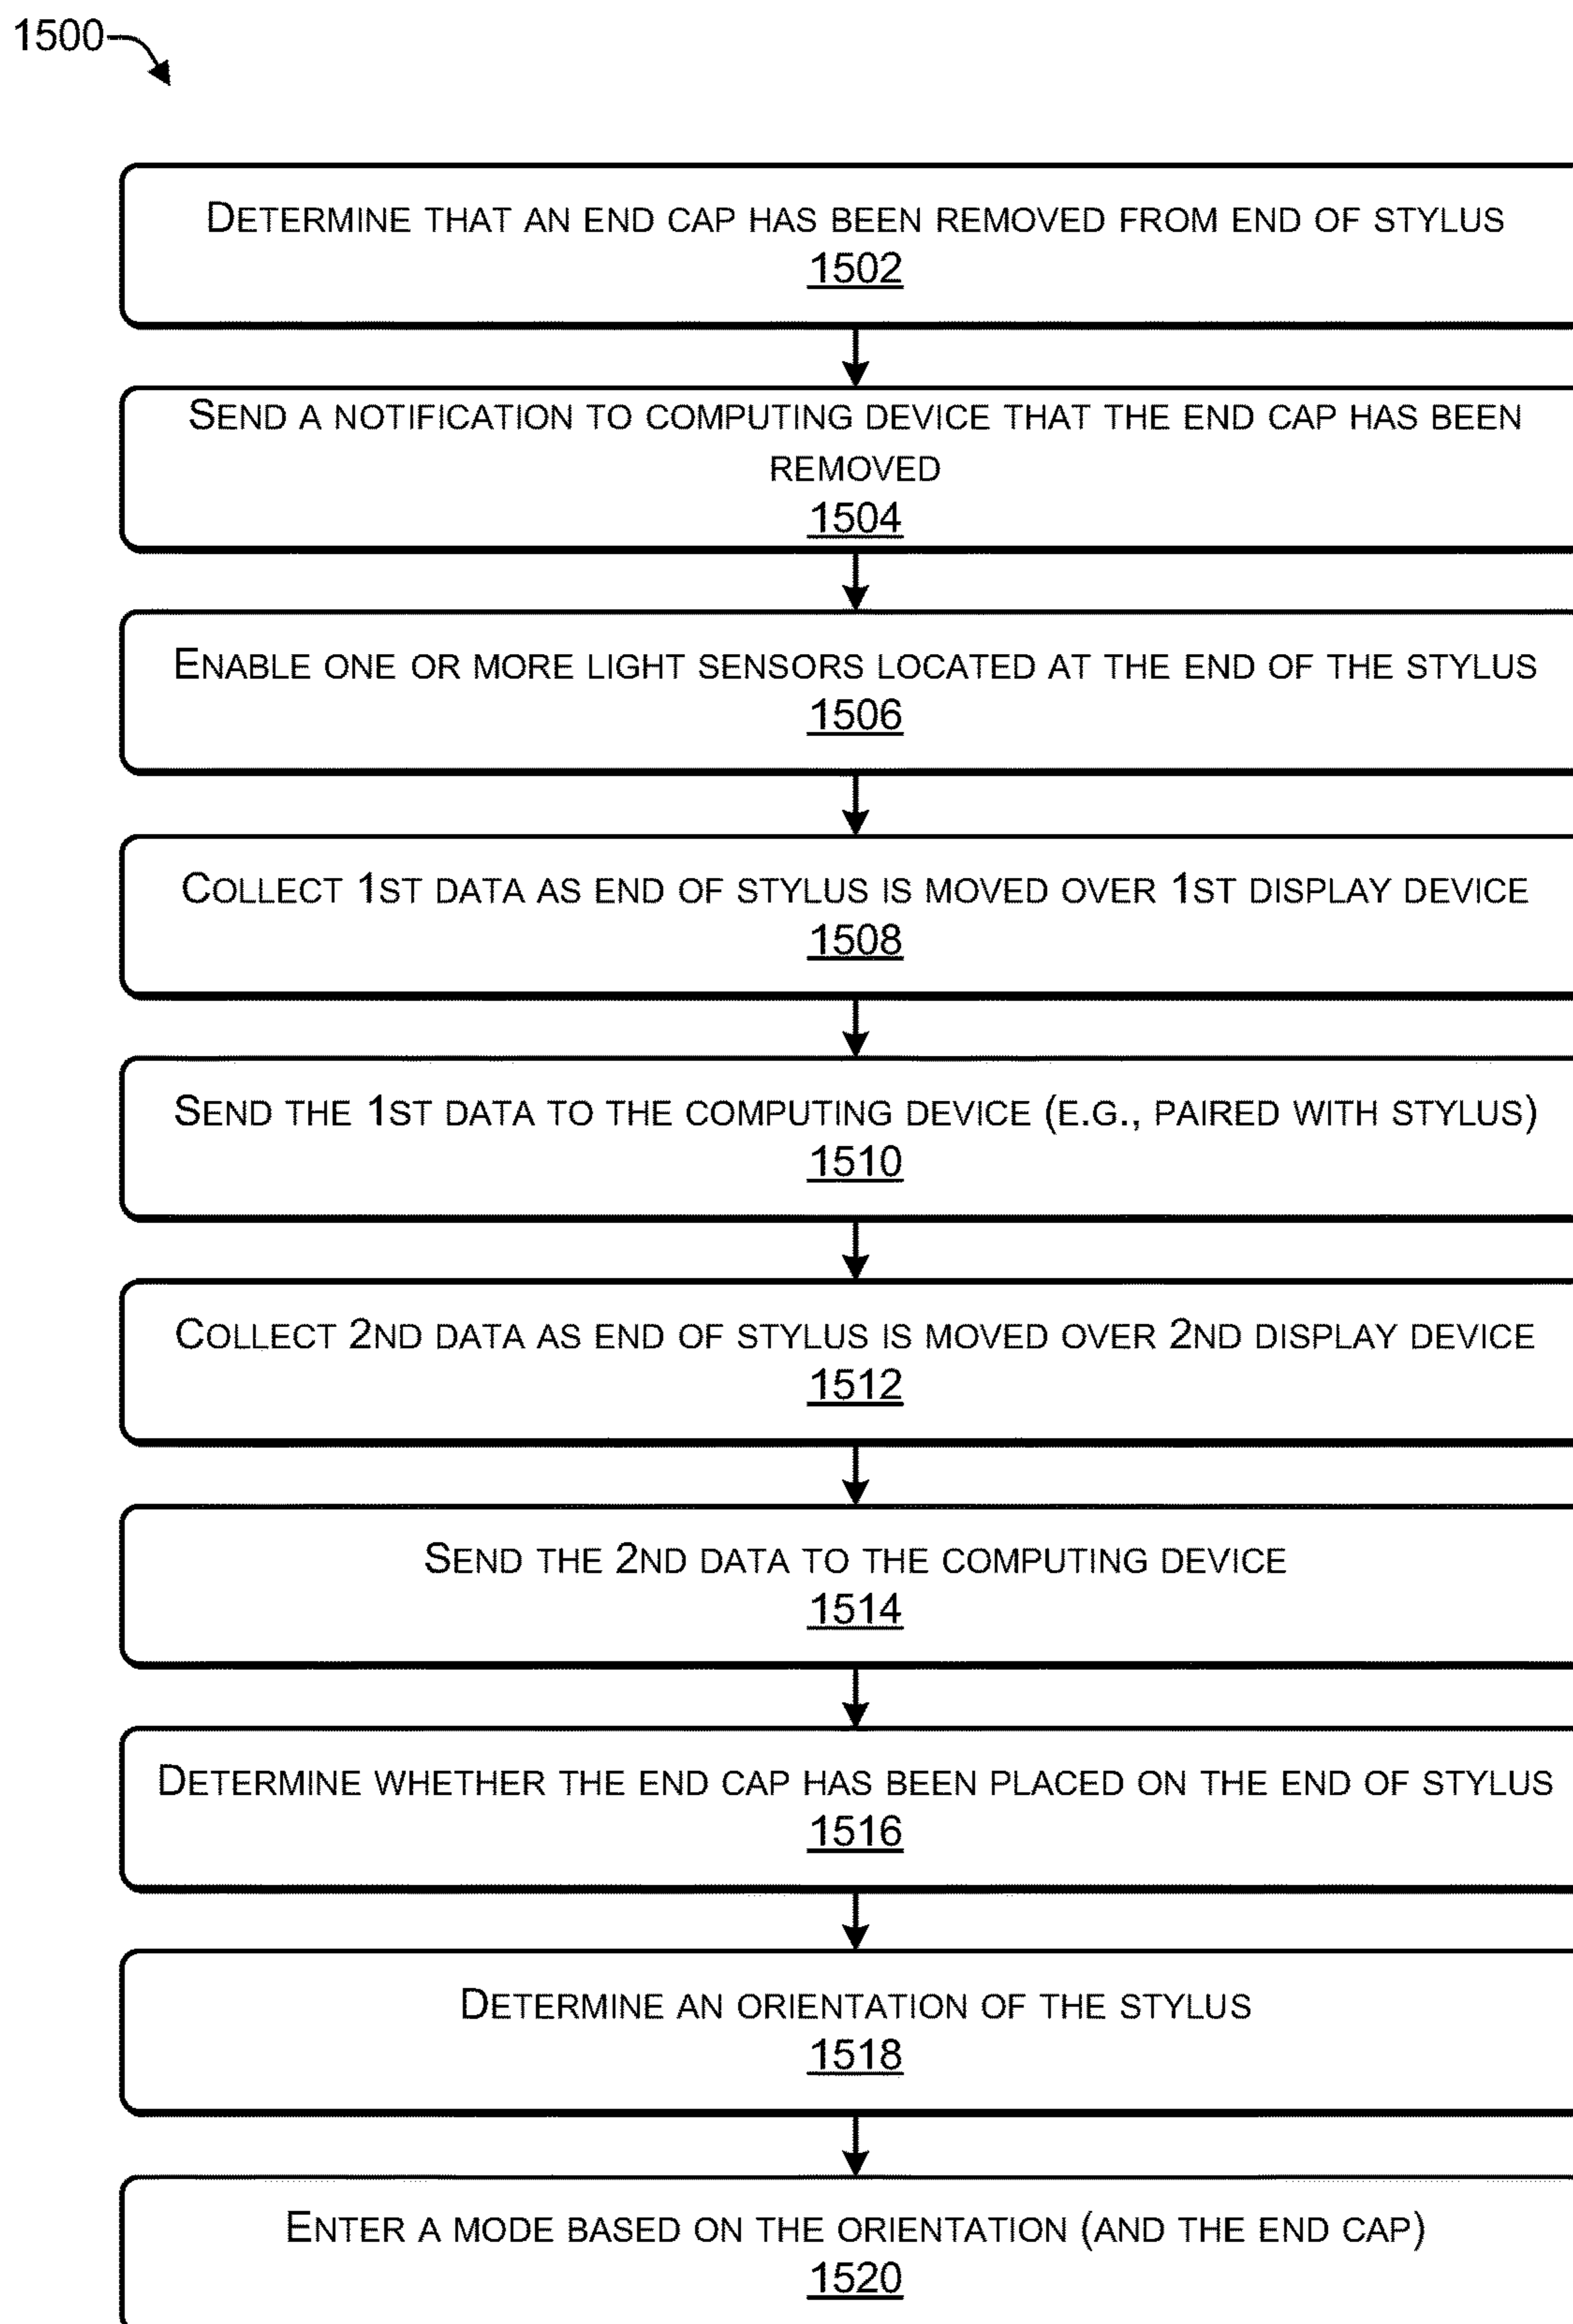 1500
DETERMINE THAT AN END CAP HAS BEEN REMOVED FROM END OF STYLUS
1502
SEND A NOTIFICATION TO COMPUTING DEVICE THAT THE END CAP HAS BEEN
REMOVED
1504
ENABLE ONE OR MORE LIGHT SENSORS LOCATED AT THE END OF THE STYLUS
1506
COLLECT 1ST DATA AS END OF STYLUS IS MOVED OVER 1ST DISPLAY DEVICE
1508
SEND THE 1ST DATA TO THE COMPUTING DEVICE (E.G., PAIRED WITH STYLUS)
1510
COLLECT 2ND DATA AS END OF STYLUS IS MOVED OVER 2ND DISPLAY DEVICE
1512
SEND THE 2ND DATA TO THE COMPUTING DEVICE
1514
DETERMINE WHETHER THE END CAP HAS BEEN PLACED ON THE END OF STYLUS
1516
DETERMINE AN ORIENTATION OF THE STYLUS
1518
ENTER A MODE BASED ON THE ORIENTATION (AND THE END CAP)
1520